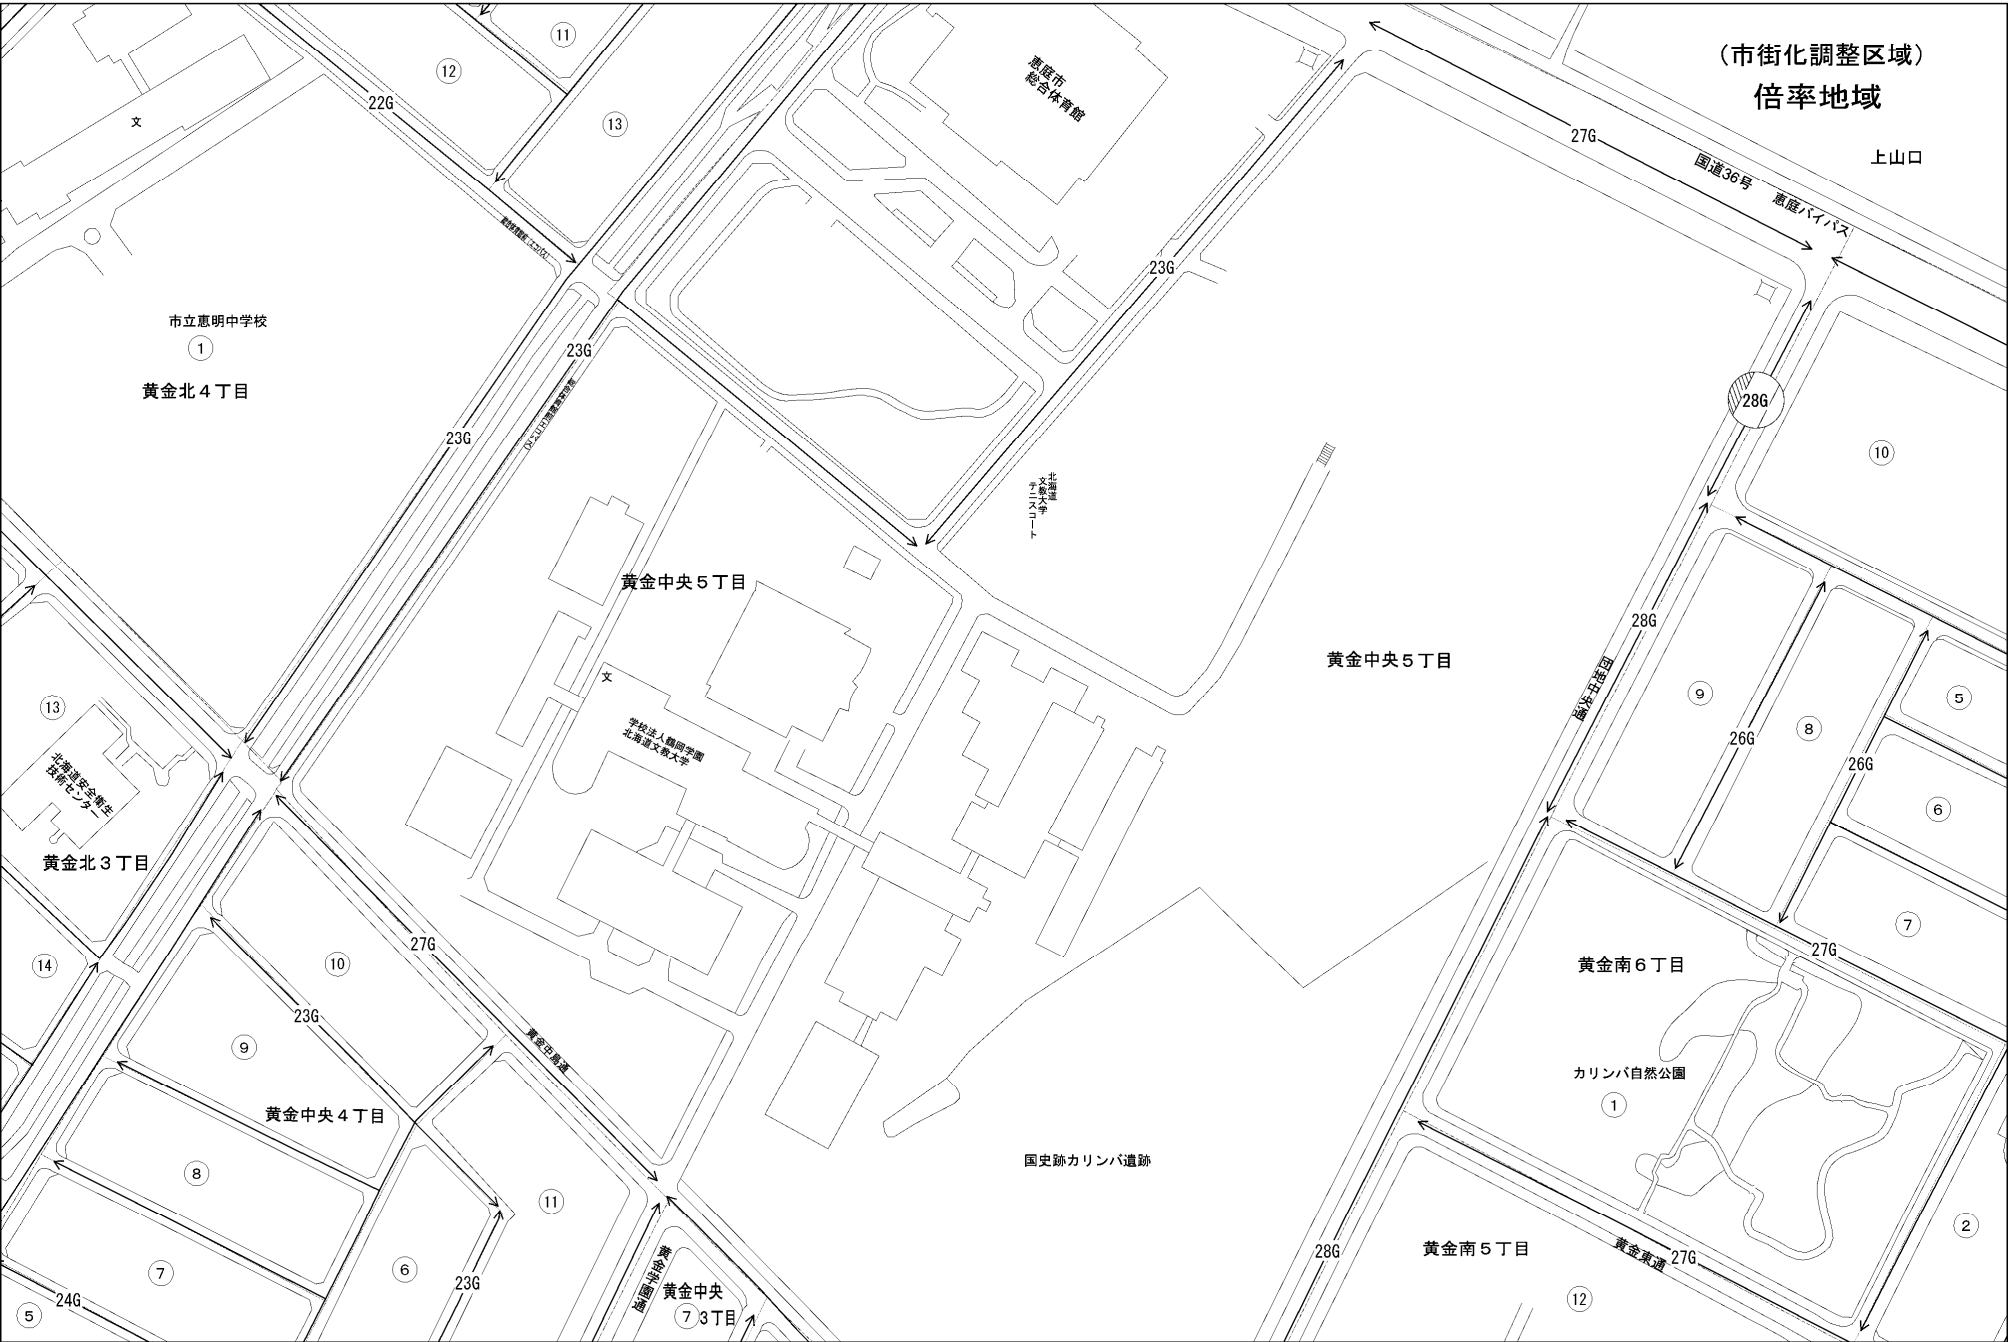 11
12
13
22G
文
恵庭市
総合体育館
27G
(市街化調整区域)
倍率地域
上山口
国道36号 恵庭バイパス
23G
市立恵明中学校
1
黄金北4丁目
23G
23G
28G
10
北海道
文教大学
テニスコート
黄金中央5丁目
28G
黄金中央5丁目
団地中央通
9
8
5
26G
26G
6
7
文
学校法人鶴岡学園
北海道文教大学
13
北海道安全衛生
技術センター
黄金北3丁目
14
27G
10
23G
9
黄金中島通
黄金中央4丁目
8
11
7
6
23G
24G
5
黄金学園通
黄金中央
7 3丁目
国史跡カリンバ遺跡
27G
黄金南6丁目
カリンバ自然公園
1
2
28G
黄金南5丁目
黄金東通
27G
12